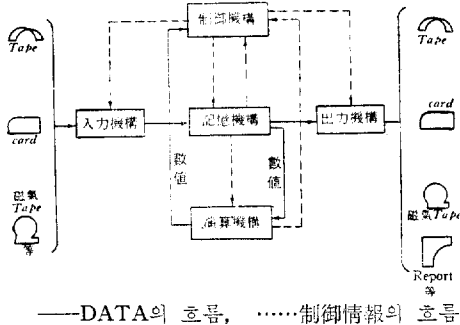 制御機構
Tape
card
磁氣
Tape
等
入力機構
記憶機構
出力機構
數値
數値
演算機構
Tape
card
磁氣Tape
Report
等
——DATA의 흐름, ……制御情報의 흐름